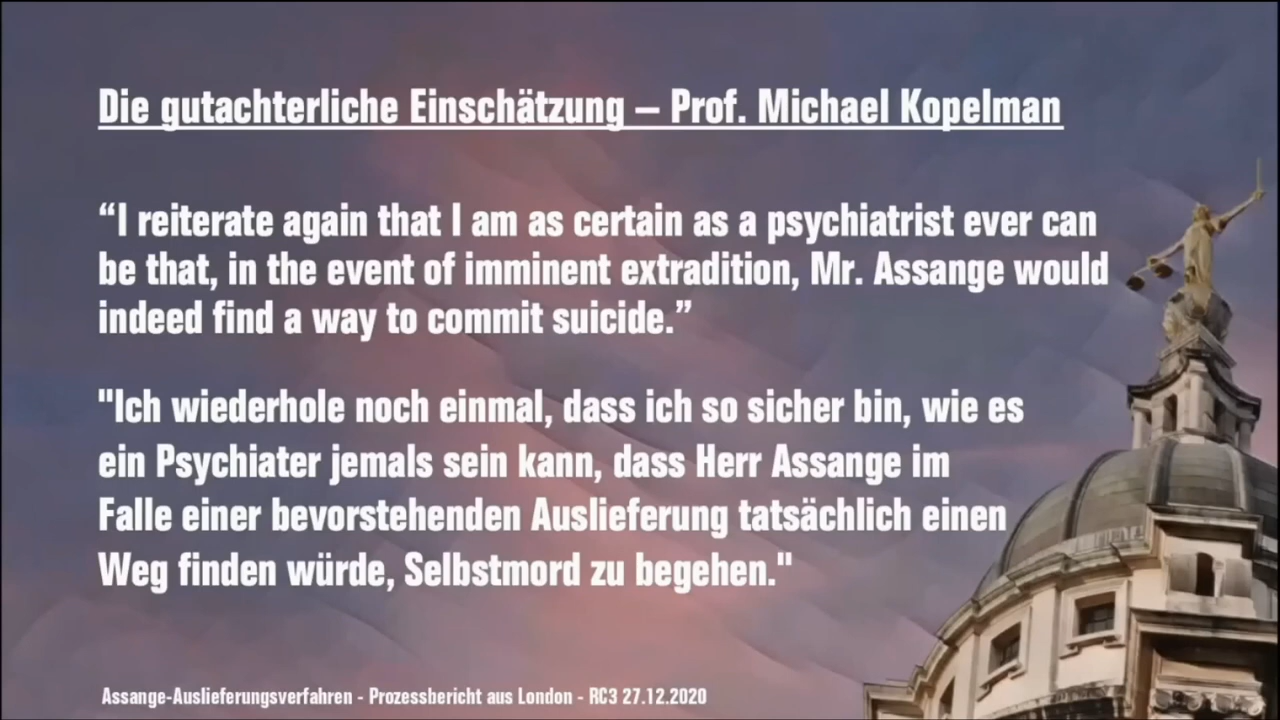 Die gutachterliche Einschätzung – Prof. Michael Kopelman
“I reiterate again that I am as certain as a psychiatrist ever can
be that, in the event of imminent extradition, Mr. Assange would
indeed find a way to commit suicide.”
"Ich wiederhole noch einmal, dass ich so sicher bin, wie es
ein Psychiater jemals sein kann, dass Herr Assange im
Falle einer bevorstehenden Auslieferung tatsächlich einen
Weg finden würde, Selbstmord zu begehen."
Assange-Auslieferungsverfahren - Prozessbericht aus London - RC3 27.12.2020